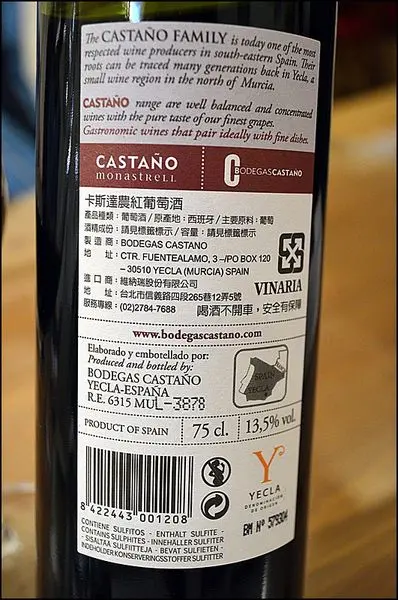 The CASTAÑO FAMILY is today one of the most
respected wine producers in south-eastern Spain. Their
roots can be traced many generations back in Yecla, a
small wine region in the north of Murcia.
CASTAÑO range are well balanced and concentrated
wines with the pure taste of our finest grapes.
Gastronomic wines that pair ideally with fine dishes.
CASTAÑO
monastrell
BODEGAS CASTAÑO
卡斯達農紅葡萄酒
產品種類：葡萄酒 / 原產地：西班牙 / 主要原料：葡萄
酒精成份：請見標籤標示 / 容量：請見標籤標示
製造商：BODEGAS CASTANO
地址：CTR. FUENTEALAMO, 3 –/PO BOX 120
– 30510 YECLA (MURCIA) SPAIN
進口商：維納瑞股份有限公司
地址：台北市信義路四段265巷12弄5號
服務專線：(02)2784-7688
VINARIA
喝酒不開車，安全有保障
www.bodegascastano.com
Elaborado y embotellado por:
Produced and bottled by:
BODEGAS CASTAÑO
YECLA-ESPAÑA
R.E. 6315 MU
L-3878
SPAIN
YECLA
PRODUCT OF SPAIN
75 cl.
13,5% vol.
8 422443 001208
Y
YECLA
DENOMINACIÓN
DE ORIGEN
CONTIENE SULFITOS - ENTHÄLT SULFITE -
CONTAINS SULPHITES - INNEHÅLLER SULFITER
- SISALTAA SULFIITTEJA - BEVAT SULFIETEN -
INDEHOLDER KONSERVERINGSSTOFFER SULFITTER